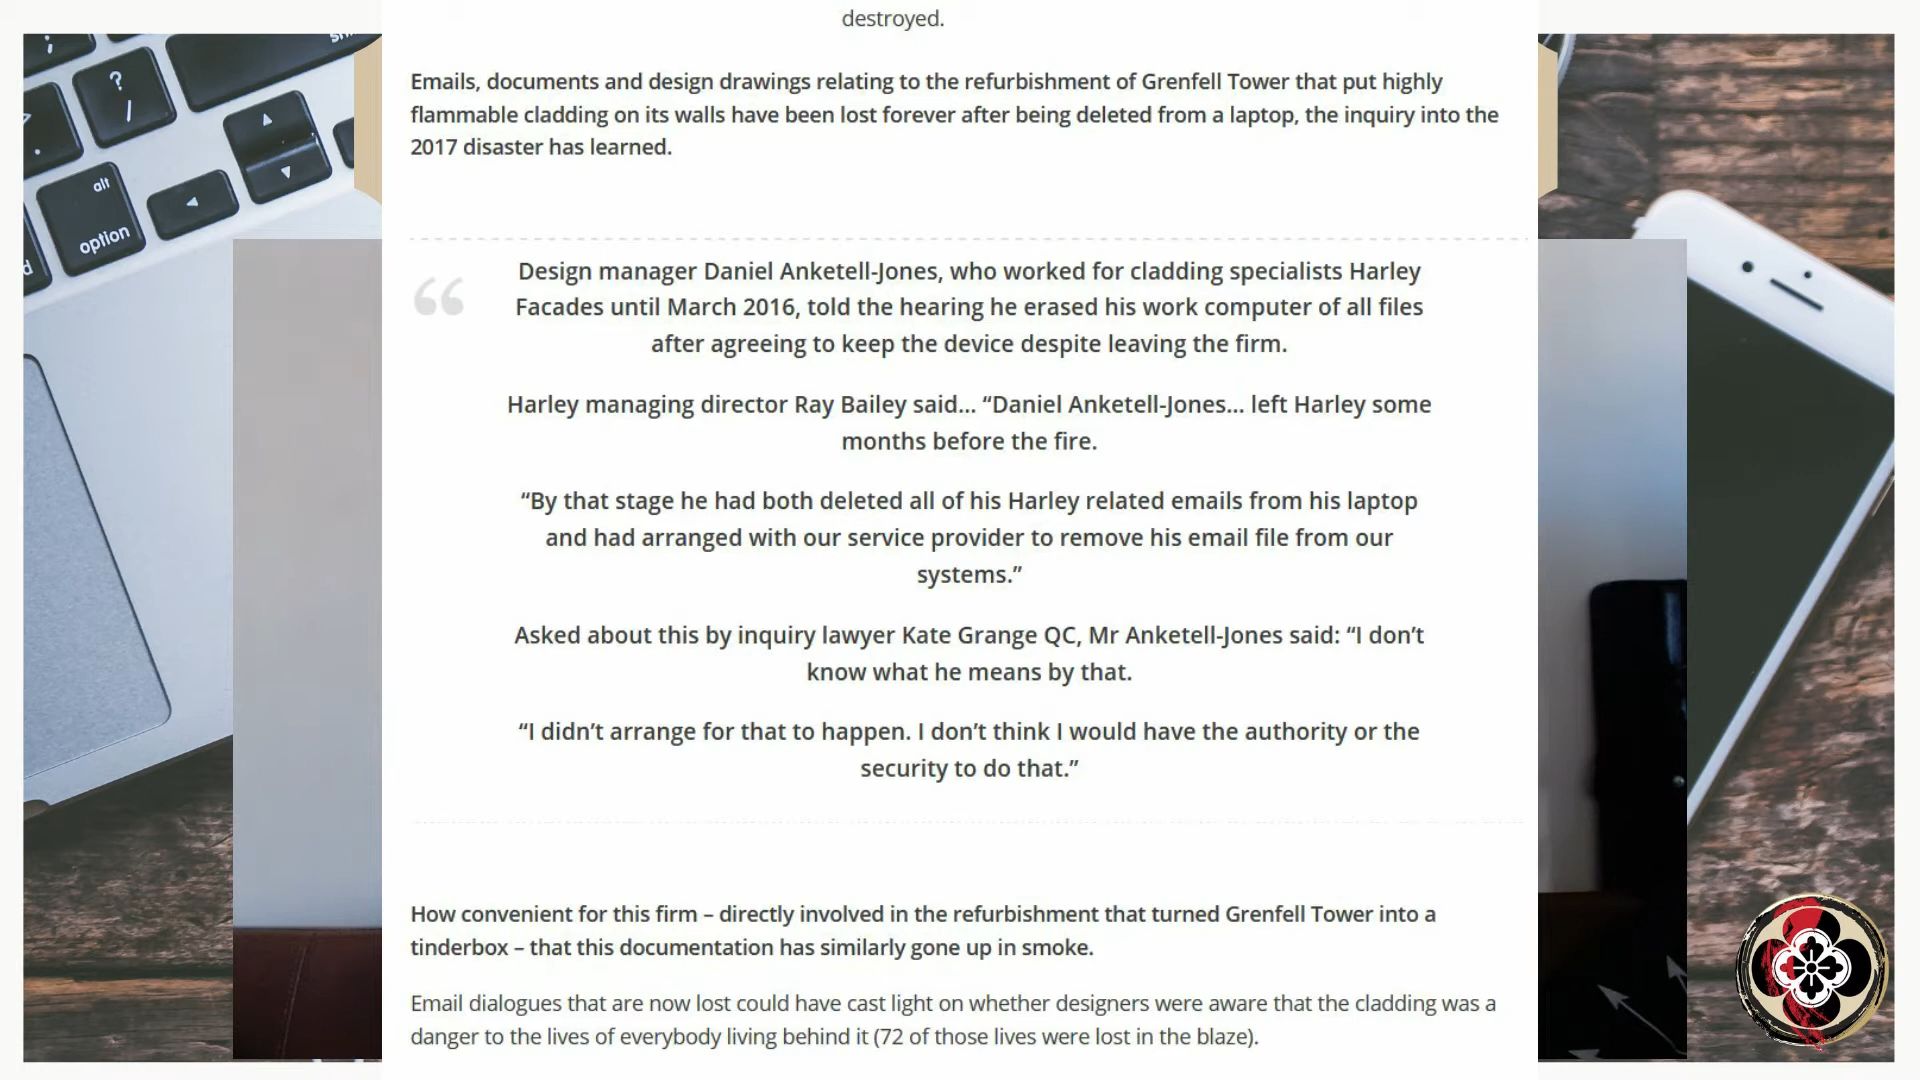 destroyed.
Emails, documents and design drawings relating to the refurbishment of Grenfell Tower that put highly
flammable cladding on its walls have been lost forever after being deleted from a laptop, the inquiry into the
2017 disaster has learned.
Design manager Daniel Anketell-Jones, who worked for cladding specialists Harley
Facades until March 2016, told the hearing he erased his work computer of all files
after agreeing to keep the device despite leaving the firm.
Harley managing director Ray Bailey said… “Daniel Anketell-Jones… left Harley some
months before the fire.
“By that stage he had both deleted all of his Harley related emails from his laptop
and had arranged with our service provider to remove his email file from our
systems.”
Asked about this by inquiry lawyer Kate Grange QC, Mr Anketell-Jones said: “I don’t
know what he means by that.
“I didn’t arrange for that to happen. I don’t think I would have the authority or the
security to do that.”
How convenient for this firm – directly involved in the refurbishment that turned Grenfell Tower into a
tinderbox – that this documentation has similarly gone up in smoke.
Email dialogues that are now lost could have cast light on whether designers were aware that the cladding was a
danger to the lives of everybody living behind it (72 of those lives were lost in the blaze).
;
?
/
alt
option